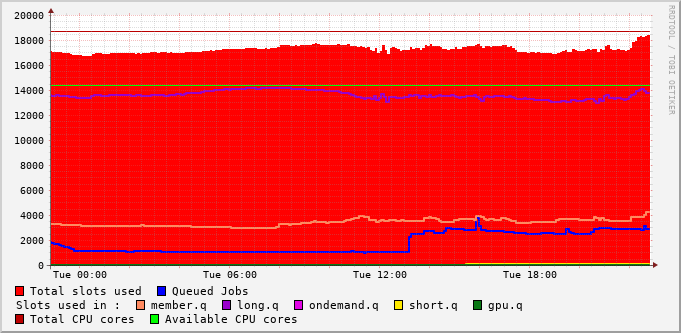 RRDTOOL / TOBI OETIKER
20000
18000
16000
14000
12000
10000
8000
6000
4000
2000
0
Tue 00:00 Tue 06:00 Tue 12:00 Tue 18:00
Total slots used Queued Jobs
Slots used in : member.q long.q ondemand.q short.q gpu.q
Total CPU cores Available CPU cores